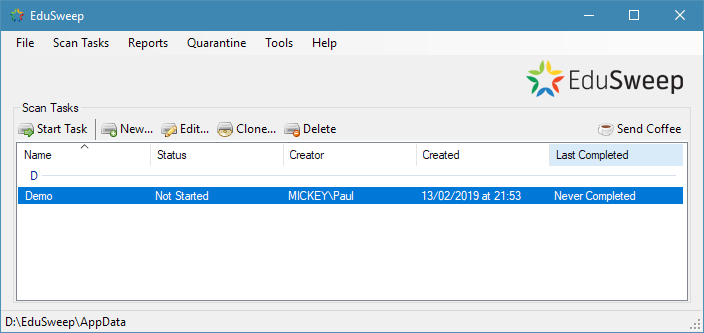 EduSweep
File Scan Tasks Reports Quarantine Tools Help
EduSweep
Scan Tasks
Start Task New... Edit... Clone... Delete Send Coffee
Name Status Creator Created Last Completed
D
Demo Not Started MICKEY\Paul 13/02/2019 at 21:53 Never Completed
D:\EduSweep\AppData